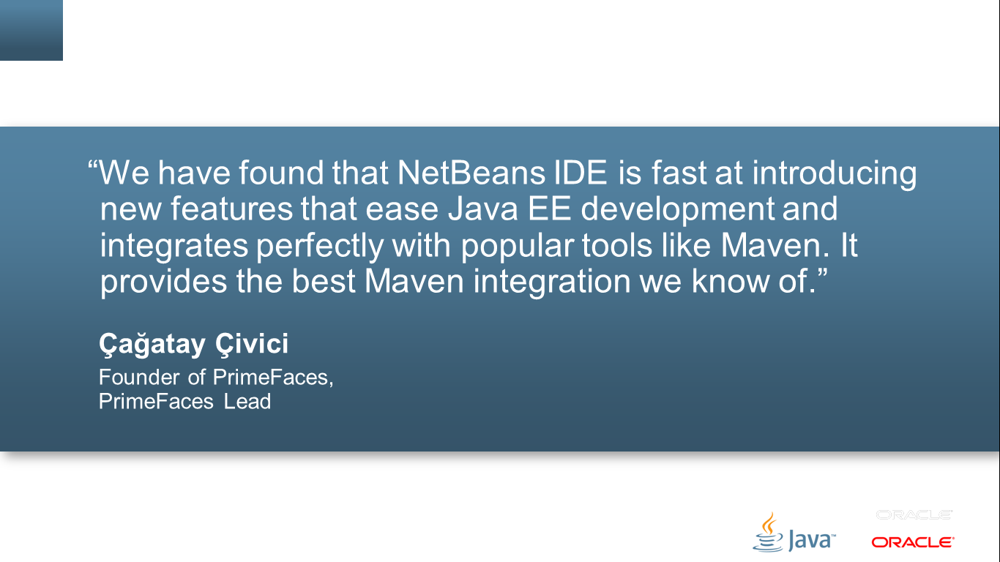 “We have found that NetBeans IDE is fast at introducing
new features that ease Java EE development and
integrates perfectly with popular tools like Maven. It
provides the best Maven integration we know of.”
Çağatay Çivici
Founder of PrimeFaces,
PrimeFaces Lead
ORACLE
Java™
ORACLE®